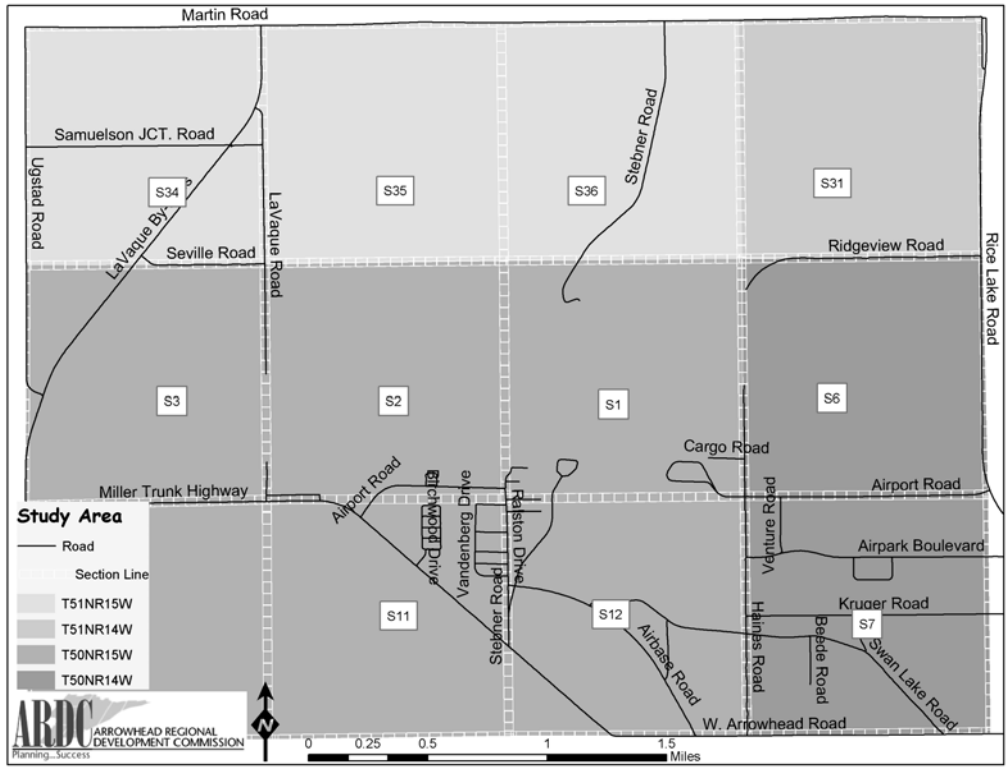 Martin Road
Samuelson JCT. Road
Stebner Road
Ugstad Road
S34
S35
S36
S31
LaVaque By-
LaVaque Road
Seville Road
Ridgeview Road
Rice Lake Road
S3
S2
S1
S6
Cargo Road
Miller Trunk Highway
Airport Road
Birchwood Drive
Vandenberg Drive
Ralston Drive
Airport Road
Venture Roap
Airpark Boulevard
Kruger Road
Stebner Road
S11
S12
S7
Airbase Road
Haines Road
Beede Road
Swan Lake Road
W. Arrowhead Road
Study Area
Road
Section Line
T51NR15W
T51NR14W
T50NR15W
T50NR14W
ARDC
ARROWHEAD REGIONAL
DEVELOPMENT COMMISSION
Planning...Success
N
0 0.25 0.5 1 1.5
Miles